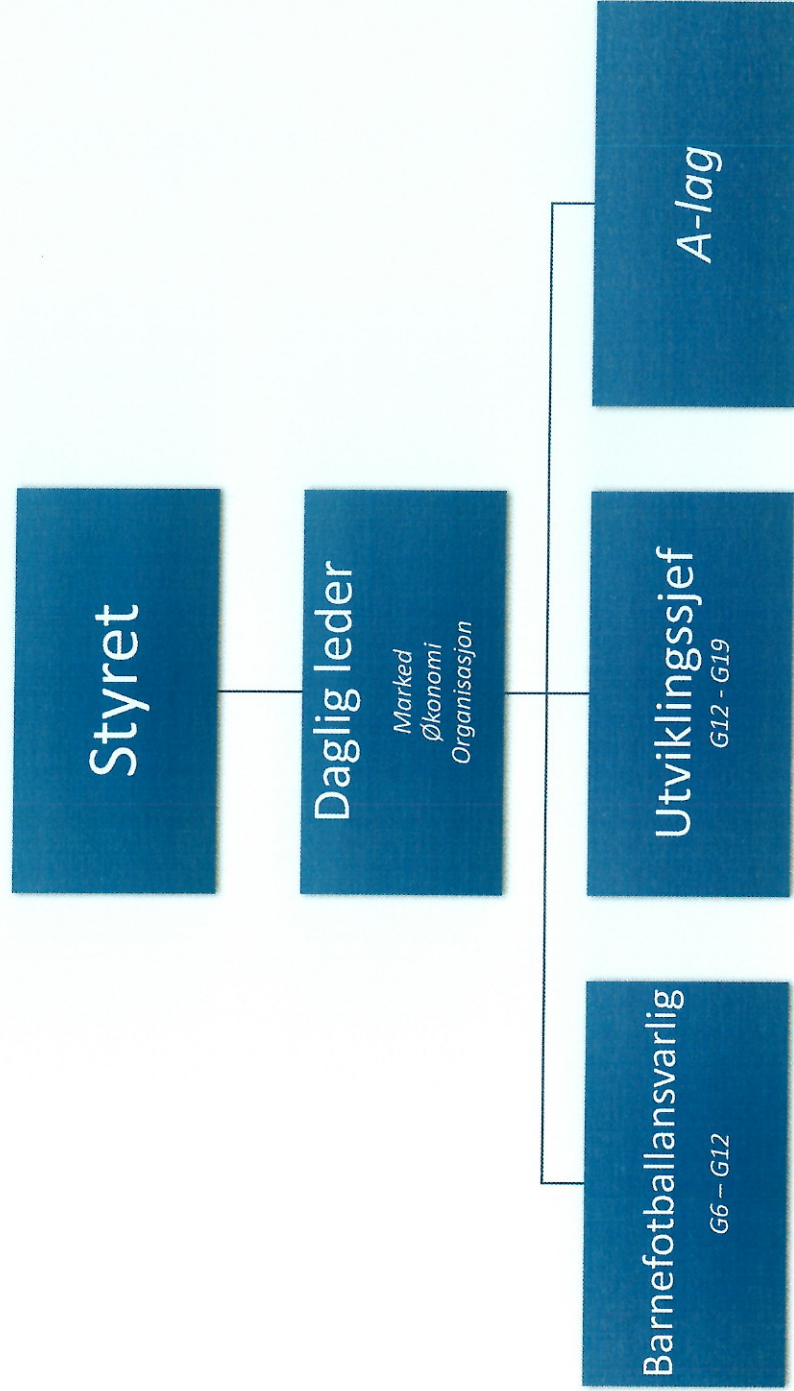 Styret
Daglig leder
Marked
Økonomi
Organisasjon
Barnefotballansvarlig
G6 – G12
Utviklingssjef
G12 - G19
A-lag